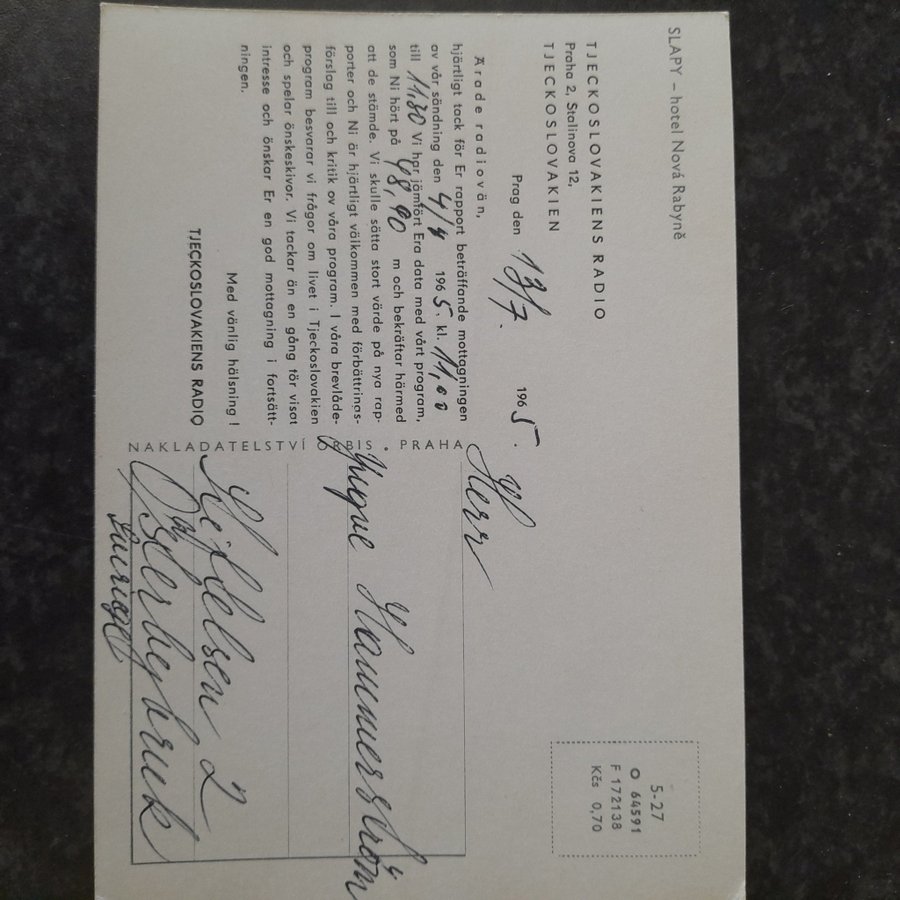 SLAPY – hotel Nová Rabyně
TJECKOSLOVAKIENS RADIO
Praha 2, Stalinova 12,
TJECKOSLOVAKIEN
Prag den 13/7. 1965.
Ärade radiovän,
hjärtligt tack för Er rapport beträffande mottagningen
av vår sändning den 4/4 1965. kl. 11,00
till 11,30 Vi har jämfört Era data med vårt program,
som Ni hört på 48,90 m och bekräftar härmed
att de stämde. Vi skulle sätta stort värde på nya rap-
porter och Ni är hjärtligt välkommen med förbättrings-
förslag till och kritik av våra program. I våra brevlåde-
program besvarar vi frågor om livet i Tjeckoslovakien
och spelar önskeskivor. Vi tackar än en gång för visat
intresse och önskar Er en god mottagning i fortsätt-
ningen.
Med vänlig hälsning !
TJECKOSLOVAKIENS RADIO
NAKLADATELSTVÍ ORBIS . PRAHA
5-27
O 64591
F 172138
Kčs 0,70
Herr
Yngve Hammerström
2
Österbybruk
Sverige